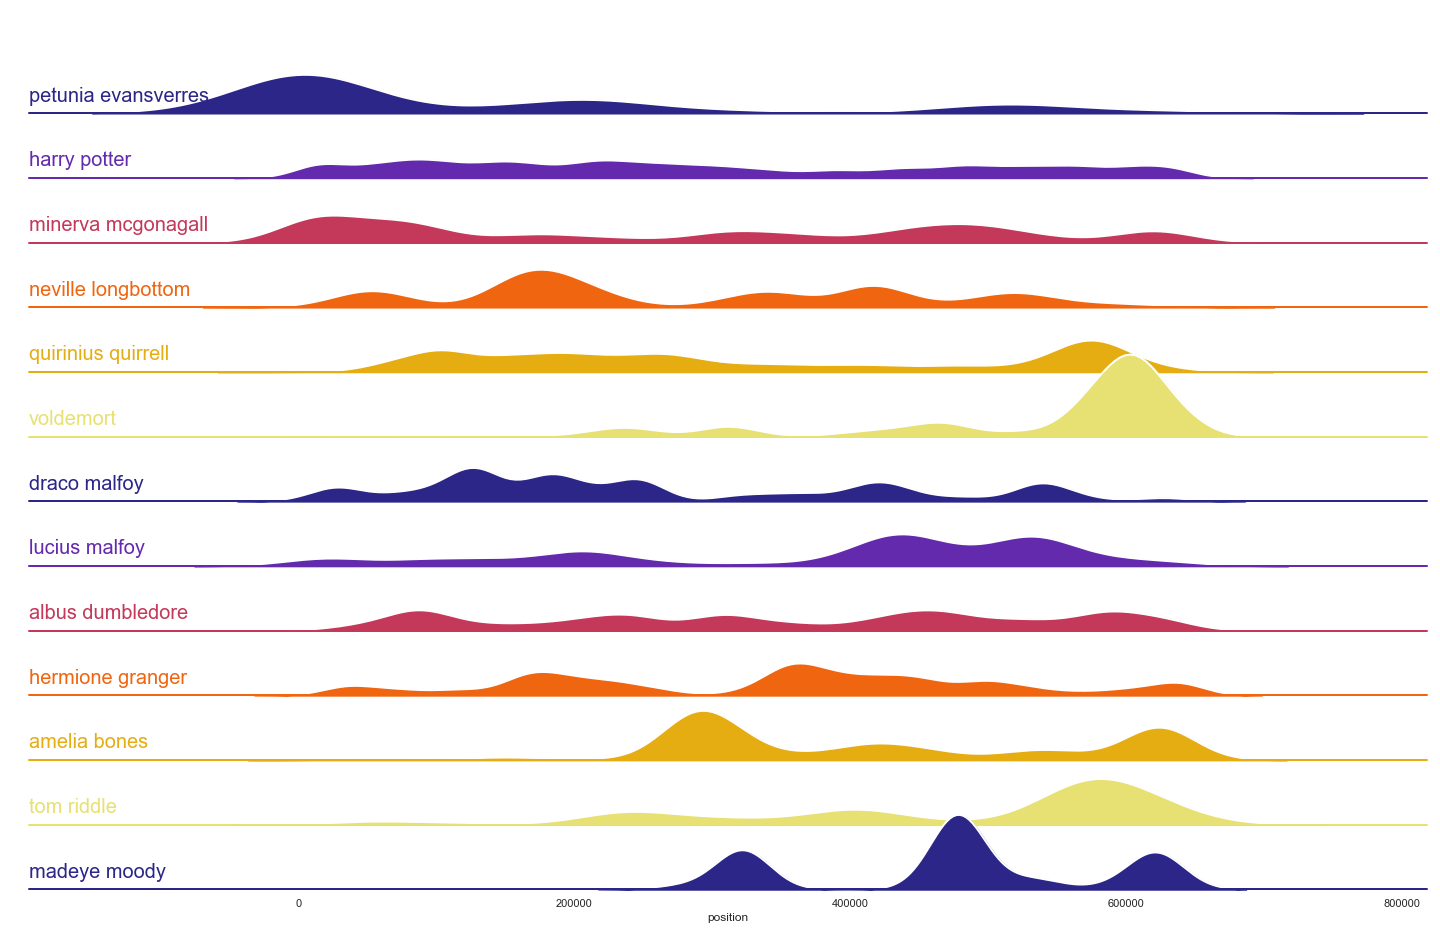 petunia evansverres
harry potter
minerva mcgonagall
neville longbottom
quirinius quirrell
voldemort
draco malfoy
lucius malfoy
albus dumbledore
hermione granger
amelia bones
tom riddle
madeye moody
0 200000 400000 600000 800000
position